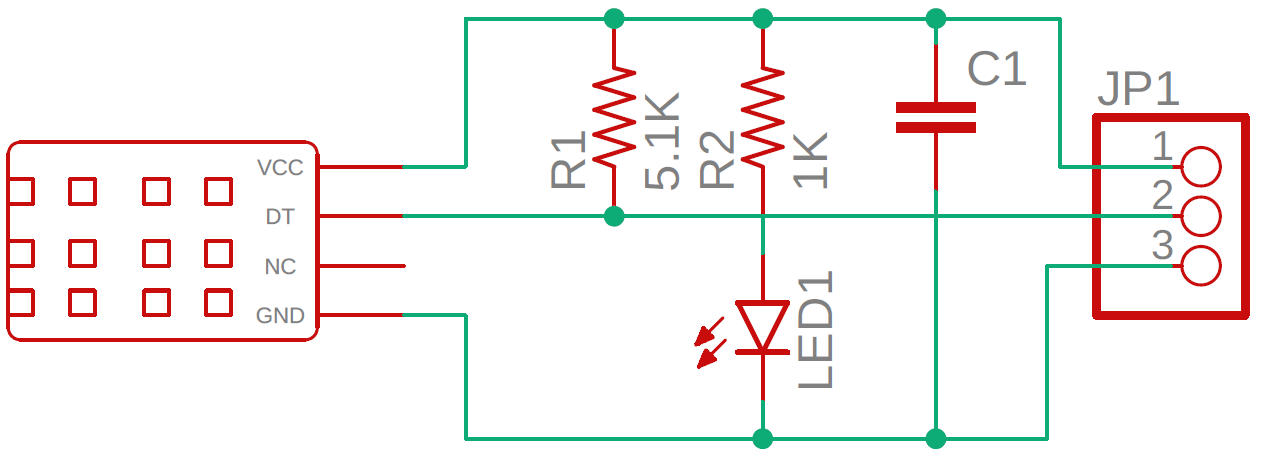 VCC
DT
NC
GND
R1
5.1K
R2
1K
LED1
C1
JP1
1
2
3